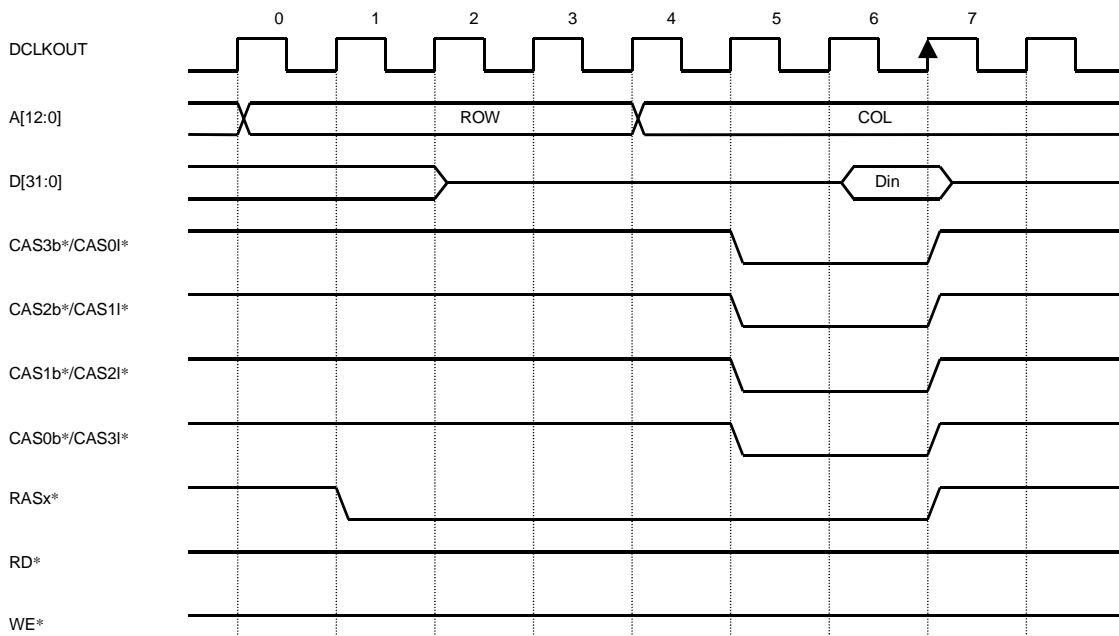 0 1 2 3 4 5 6 7
DCLKOUT
A[12:0] ROW COL
D[31:0] Din
CAS3b*/CAS0l*
CAS2b*/CAS1l*
CAS1b*/CAS2l*
CAS0b*/CAS3l*
RASx*
RD*
WE*